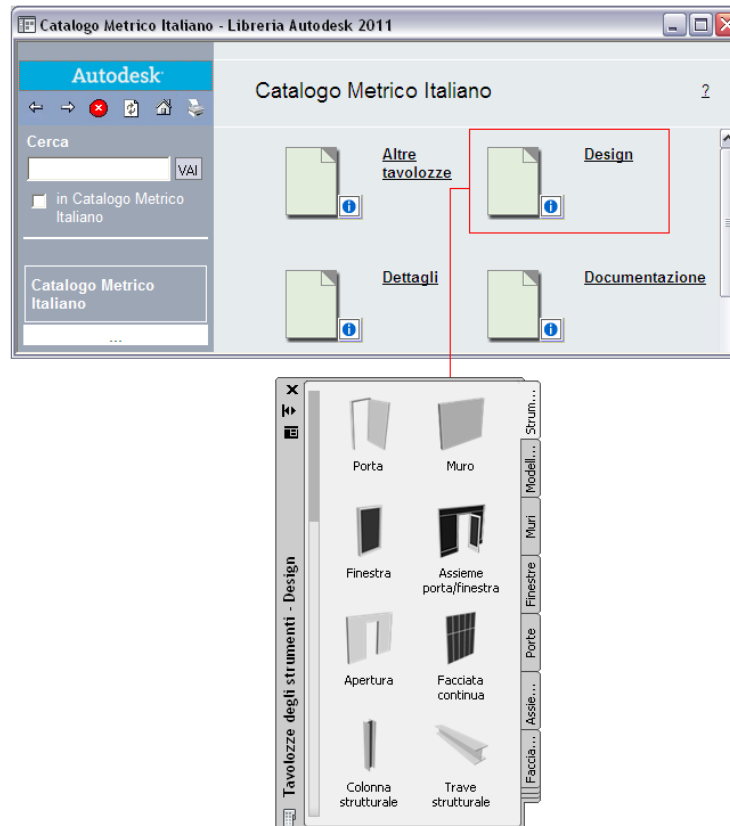 Catalogo Metrico Italiano - Libreria Autodesk 2011
Autodesk
Catalogo Metrico Italiano
?
Cerca
VAI
in Catalogo Metrico
Italiano
Catalogo Metrico
Italiano
...
Altre
tavolozze
Design
Dettagli
Documentazione
Tavolozze degli strumenti - Design
Porta
Muro
Finestra
Assieme
porta/finestra
Apertura
Facciata
continua
Colonna
strutturale
Trave
strutturale
Strum...
Modell...
Muri
Finestre
Porte
Assie...
Faccia...